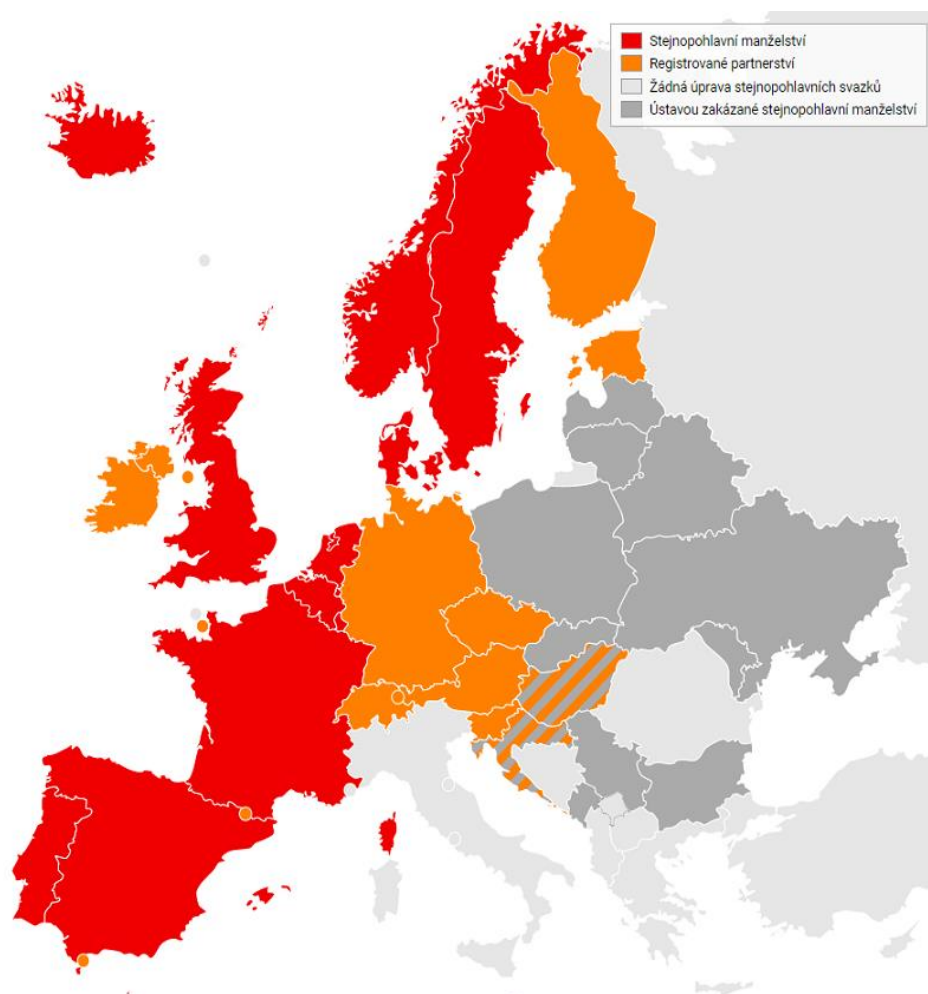 Stejnopohlavní manželství
Registrované partnerství
Žádná úprava stejnopohlavních svazků
Ústavou zakázané stejnopohlavní manželství